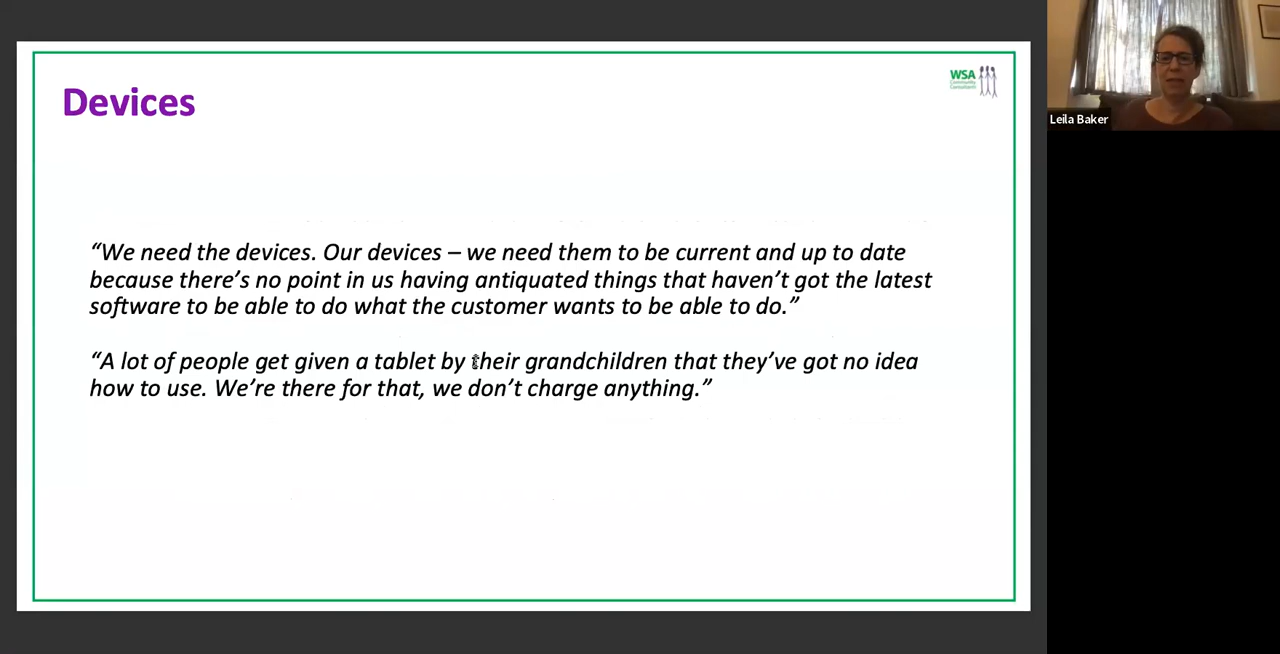 Devices
WSA
Community
Consultants
“We need the devices. Our devices – we need them to be current and up to date
because there’s no point in us having antiquated things that haven’t got the latest
software to be able to do what the customer wants to be able to do.”
“A lot of people get given a tablet by their grandchildren that they’ve got no idea
how to use. We’re there for that, we don’t charge anything.”
Leila Baker